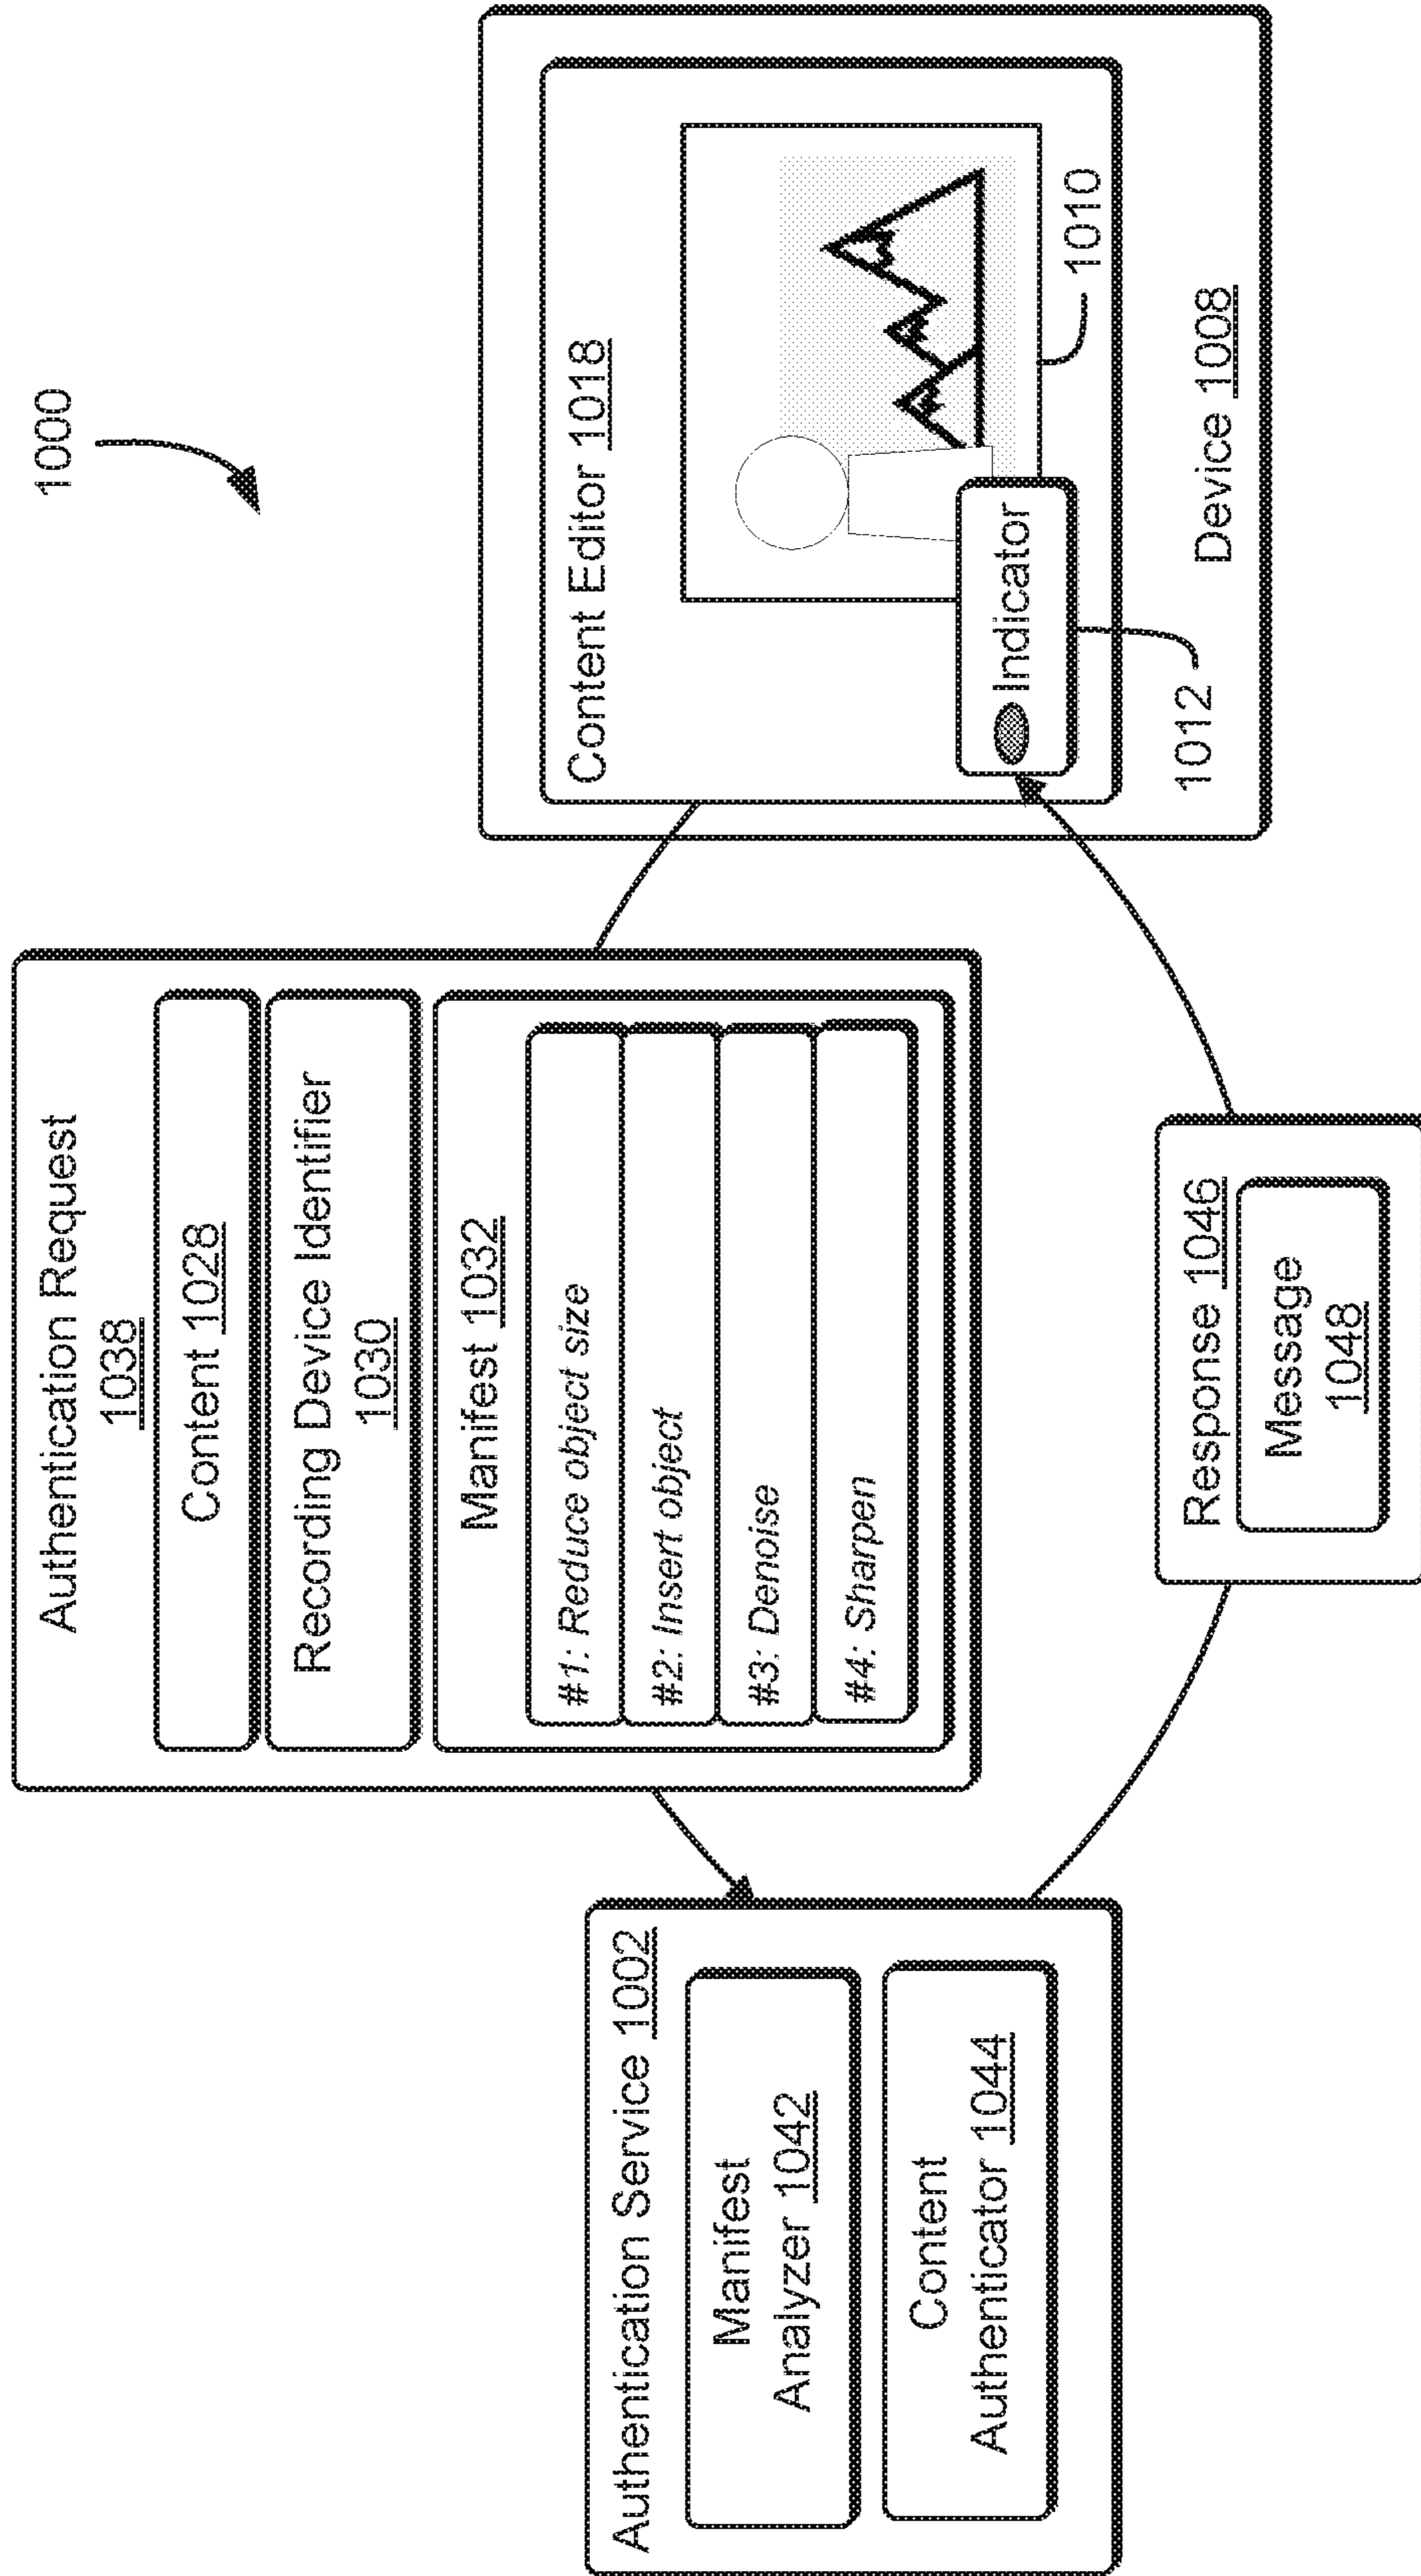 1000
Authentication Request
1038
Content 1028
Recording Device Identifier
1030
Manifest 1032
#1: Reduce object size
#2: Insert object
#3: Denoise
#4: Sharpen
Authentication Service 1002
Manifest
Analyzer 1042
Content
Authenticator 1044
Content Editor 1018
Indicator
1010
1012
Device 1008
Response 1046
Message
1048